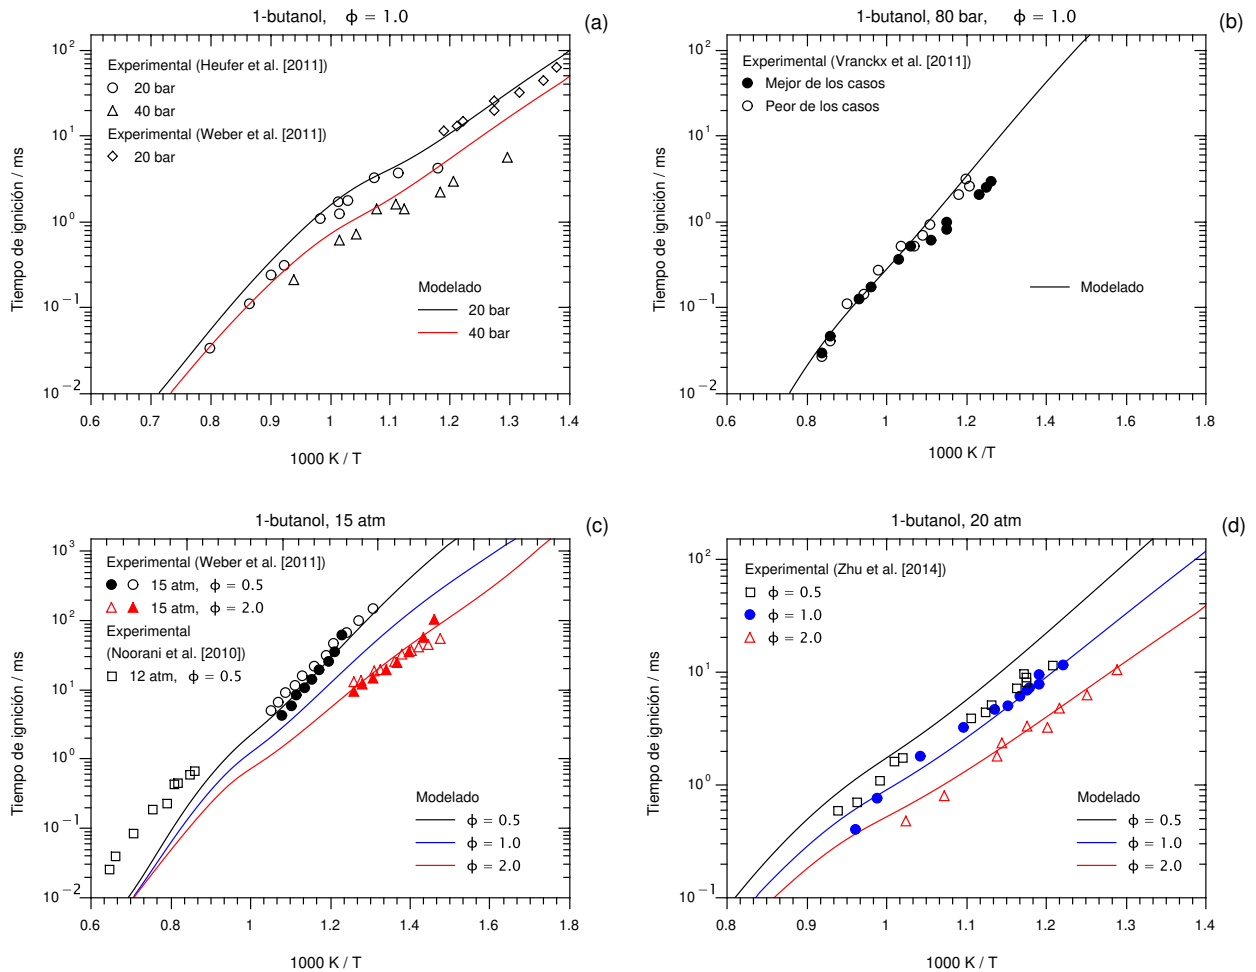 1-butanol, ϕ = 1.0
(a)
Experimental (Heufer et al. [2011])
20 bar
40 bar
Experimental (Weber et al. [2011])
20 bar
Modelado
20 bar
40 bar
Tiempo de ignición / ms
10^2
10^1
10^0
10^-1
10^-2
0.6 0.7 0.8 0.9 1 1.1 1.2 1.3 1.4
1000 K / T
1-butanol, 80 bar, ϕ = 1.0
(b)
Experimental (Vranckx et al. [2011])
Mejor de los casos
Peor de los casos
Modelado
Tiempo de ignición / ms
10^2
10^1
10^0
10^-1
10^-2
0.6 0.8 1 1.2 1.4 1.6 1.8
1000 K /T
1-butanol, 15 atm
(c)
Experimental (Weber et al. [2011])
15 atm, ϕ = 0.5
15 atm, ϕ = 2.0
Experimental
(Noorani et al. [2010])
12 atm, ϕ = 0.5
Modelado
ϕ = 0.5
ϕ = 1.0
ϕ = 2.0
Tiempo de ignición / ms
10^3
10^2
10^1
10^0
10^-1
10^-2
0.6 0.8 1 1.2 1.4 1.6 1.8
1000 K / T
1-butanol, 20 atm
(d)
Experimental (Zhu et al. [2014])
ϕ = 0.5
ϕ = 1.0
ϕ = 2.0
Modelado
ϕ = 0.5
ϕ = 1.0
ϕ = 2.0
Tiempo de ignición / ms
10^2
10^1
10^0
10^-1
0.8 0.9 1 1.1 1.2 1.3 1.4
1000 K / T